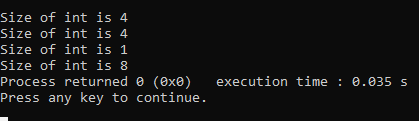 Size of int is 4
Size of int is 4
Size of int is 1
Size of int is 8
Process returned 0 (0x0)   execution time : 0.035 s
Press any key to continue.